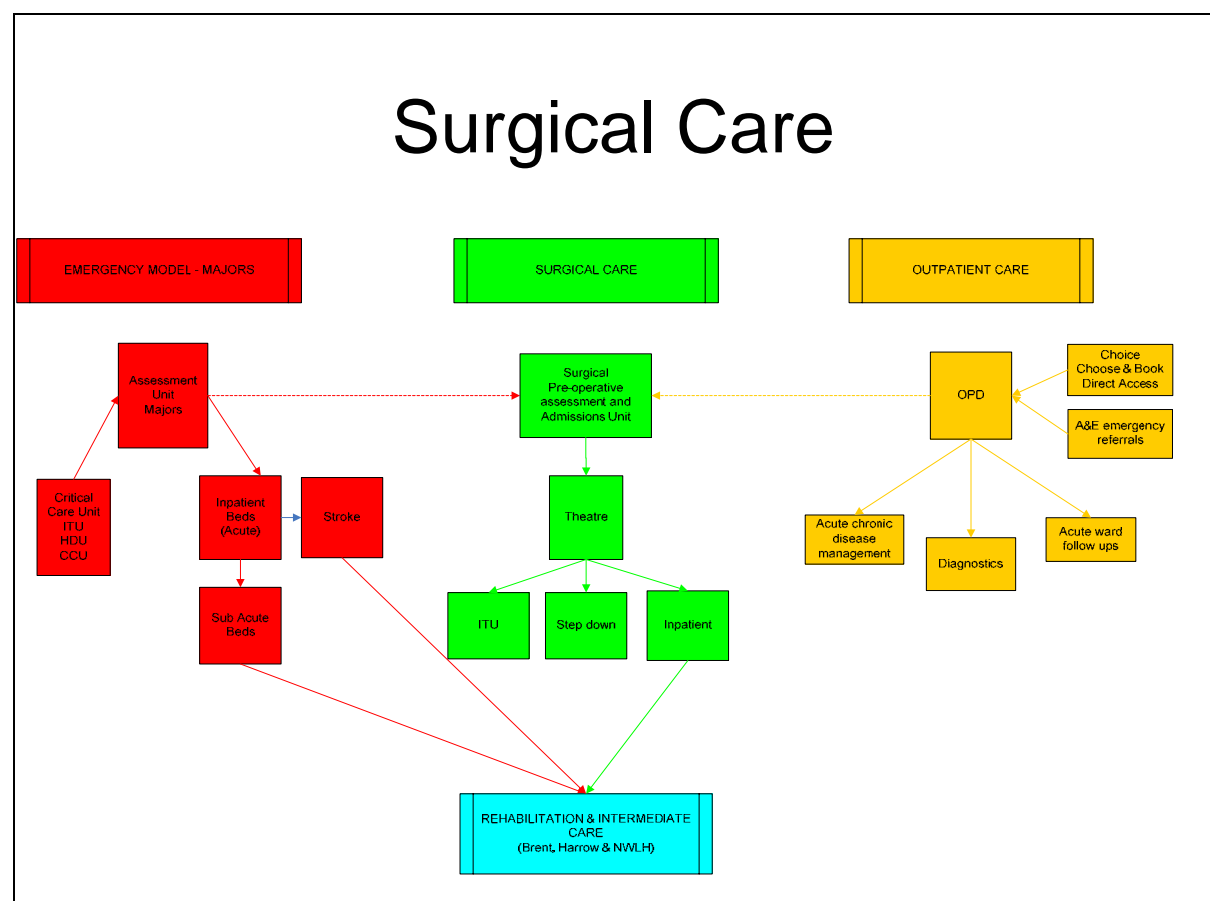 Surgical Care
EMERGENCY MODEL - MAJORS
SURGICAL CARE
OUTPATIENT CARE
Assessment
Unit
Majors
Surgical
Pre-operative
assessment and
Admissions Unit
OPD
Choice
Choose & Book
Direct Access
A&E emergency
referrals
Critical
Care Unit
ITU
HDU
CCU
Inpatient
Beds
(Acute)
Stroke
Theatre
Acute chronic
disease
management
Diagnostics
Acute ward
follow ups
Sub Acute
Beds
ITU
Step down
Inpatient
REHABILITATION & INTERMEDIATE
CARE
(Brent, Harrow & NWLH)